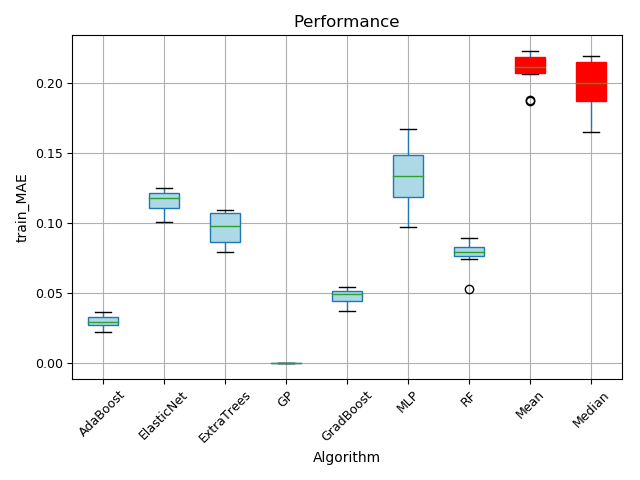 Performance
train_MAE
0.20
0.15
0.10
0.05
0.00
AdaBoost
ElasticNet
ExtraTrees
GP
GradBoost
MLP
RF
Mean
Median
Algorithm